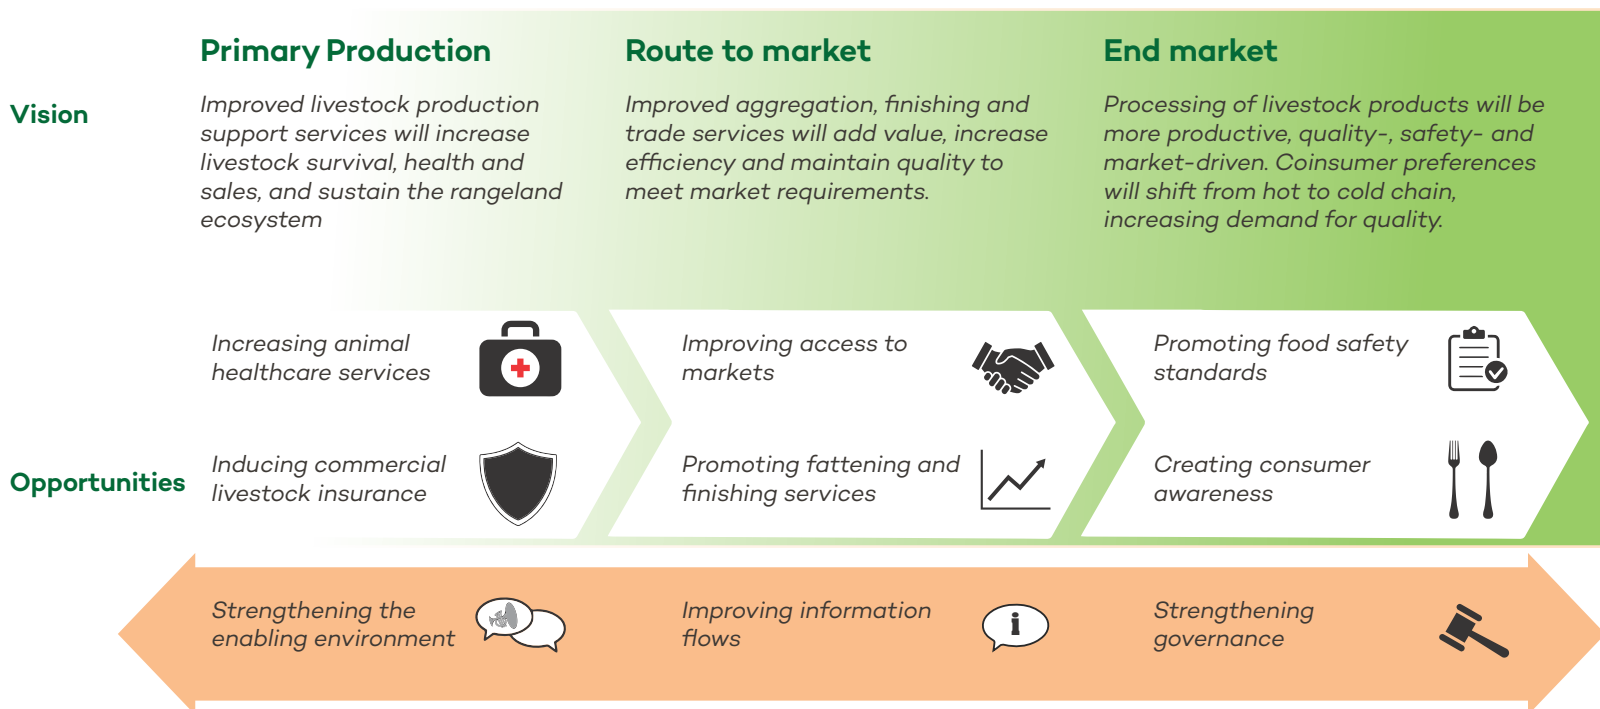 Primary Production
Route to market
End market
Vision
Improved livestock production
support services will increase
livestock survival, health and
sales, and sustain the rangeland
ecosystem
Improved aggregation, finishing and
trade services will add value, increase
efficiency and maintain quality to
meet market requirements.
Processing of livestock products will be
more productive, quality-, safety- and
market-driven. Coinsumer preferences
will shift from hot to cold chain,
increasing demand for quality.
Opportunities
Increasing animal
healthcare services
Inducing commercial
livestock insurance
Improving access to
markets
Promoting fattening and
finishing services
Promoting food safety
standards
Creating consumer
awareness
Strengthening the
enabling environment
Improving information
flows
i
Strengthening
governance